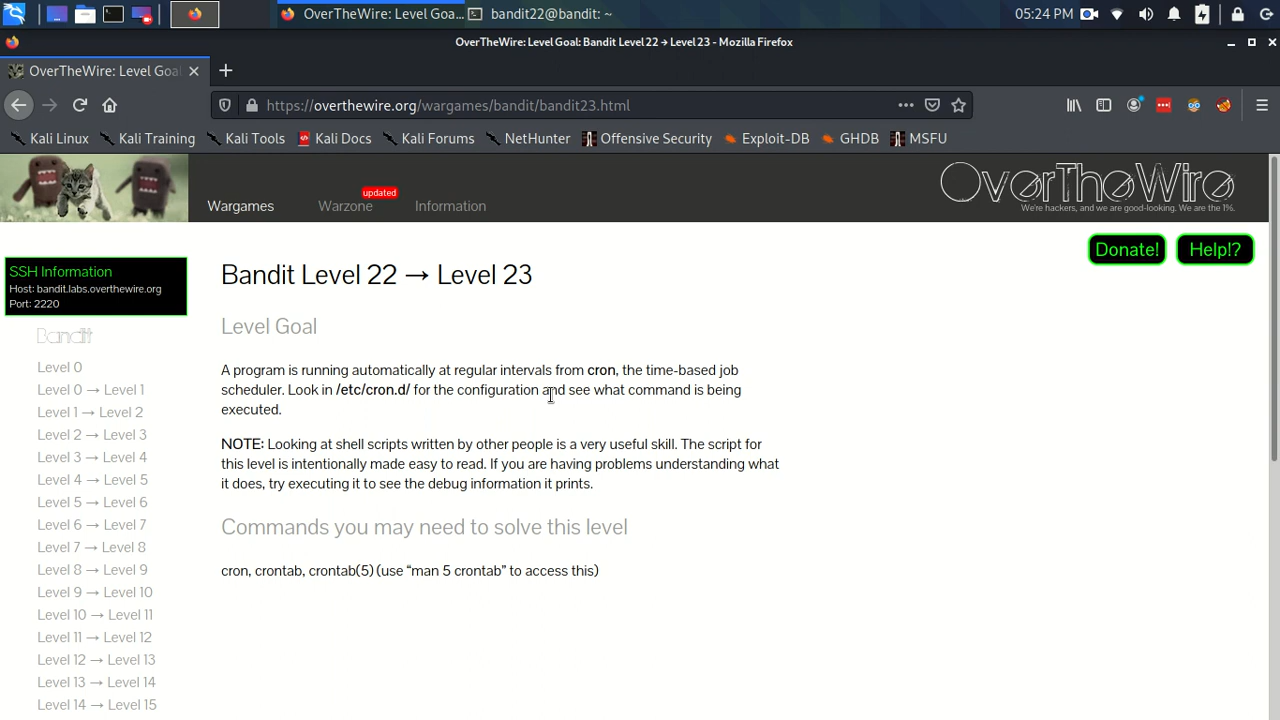 OverTheWire: Level Goa...
bandit22@bandit: ~
05:24 PM
OverTheWire: Level Goal: Bandit Level 22 → Level 23 - Mozilla Firefox
OverTheWire: Level Goal
https://overthewire.org/wargames/bandit/bandit23.html
Kali Linux
Kali Training
Kali Tools
Kali Docs
Kali Forums
NetHunter
Offensive Security
Exploit-DB
GHDB
MSFU
Wargames
Warzone
updated
Information
OverTheWire
We're hackers, and we are good-looking. We are the 1%.
Donate!
Help!?
SSH Information
Host: bandit.labs.overthewire.org
Port: 2220
Bandit
Level 0
Level 0 → Level 1
Level 1 → Level 2
Level 2 → Level 3
Level 3 → Level 4
Level 4 → Level 5
Level 5 → Level 6
Level 6 → Level 7
Level 7 → Level 8
Level 8 → Level 9
Level 9 → Level 10
Level 10 → Level 11
Level 11 → Level 12
Level 12 → Level 13
Level 13 → Level 14
Level 14 → Level 15
Bandit Level 22 → Level 23
Level Goal
A program is running automatically at regular intervals from cron, the time-based job
scheduler. Look in /etc/cron.d/ for the configuration and see what command is being
executed.
NOTE: Looking at shell scripts written by other people is a very useful skill. The script for
this level is intentionally made easy to read. If you are having problems understanding what
it does, try executing it to see the debug information it prints.
Commands you may need to solve this level
cron, crontab, crontab(5) (use “man 5 crontab” to access this)